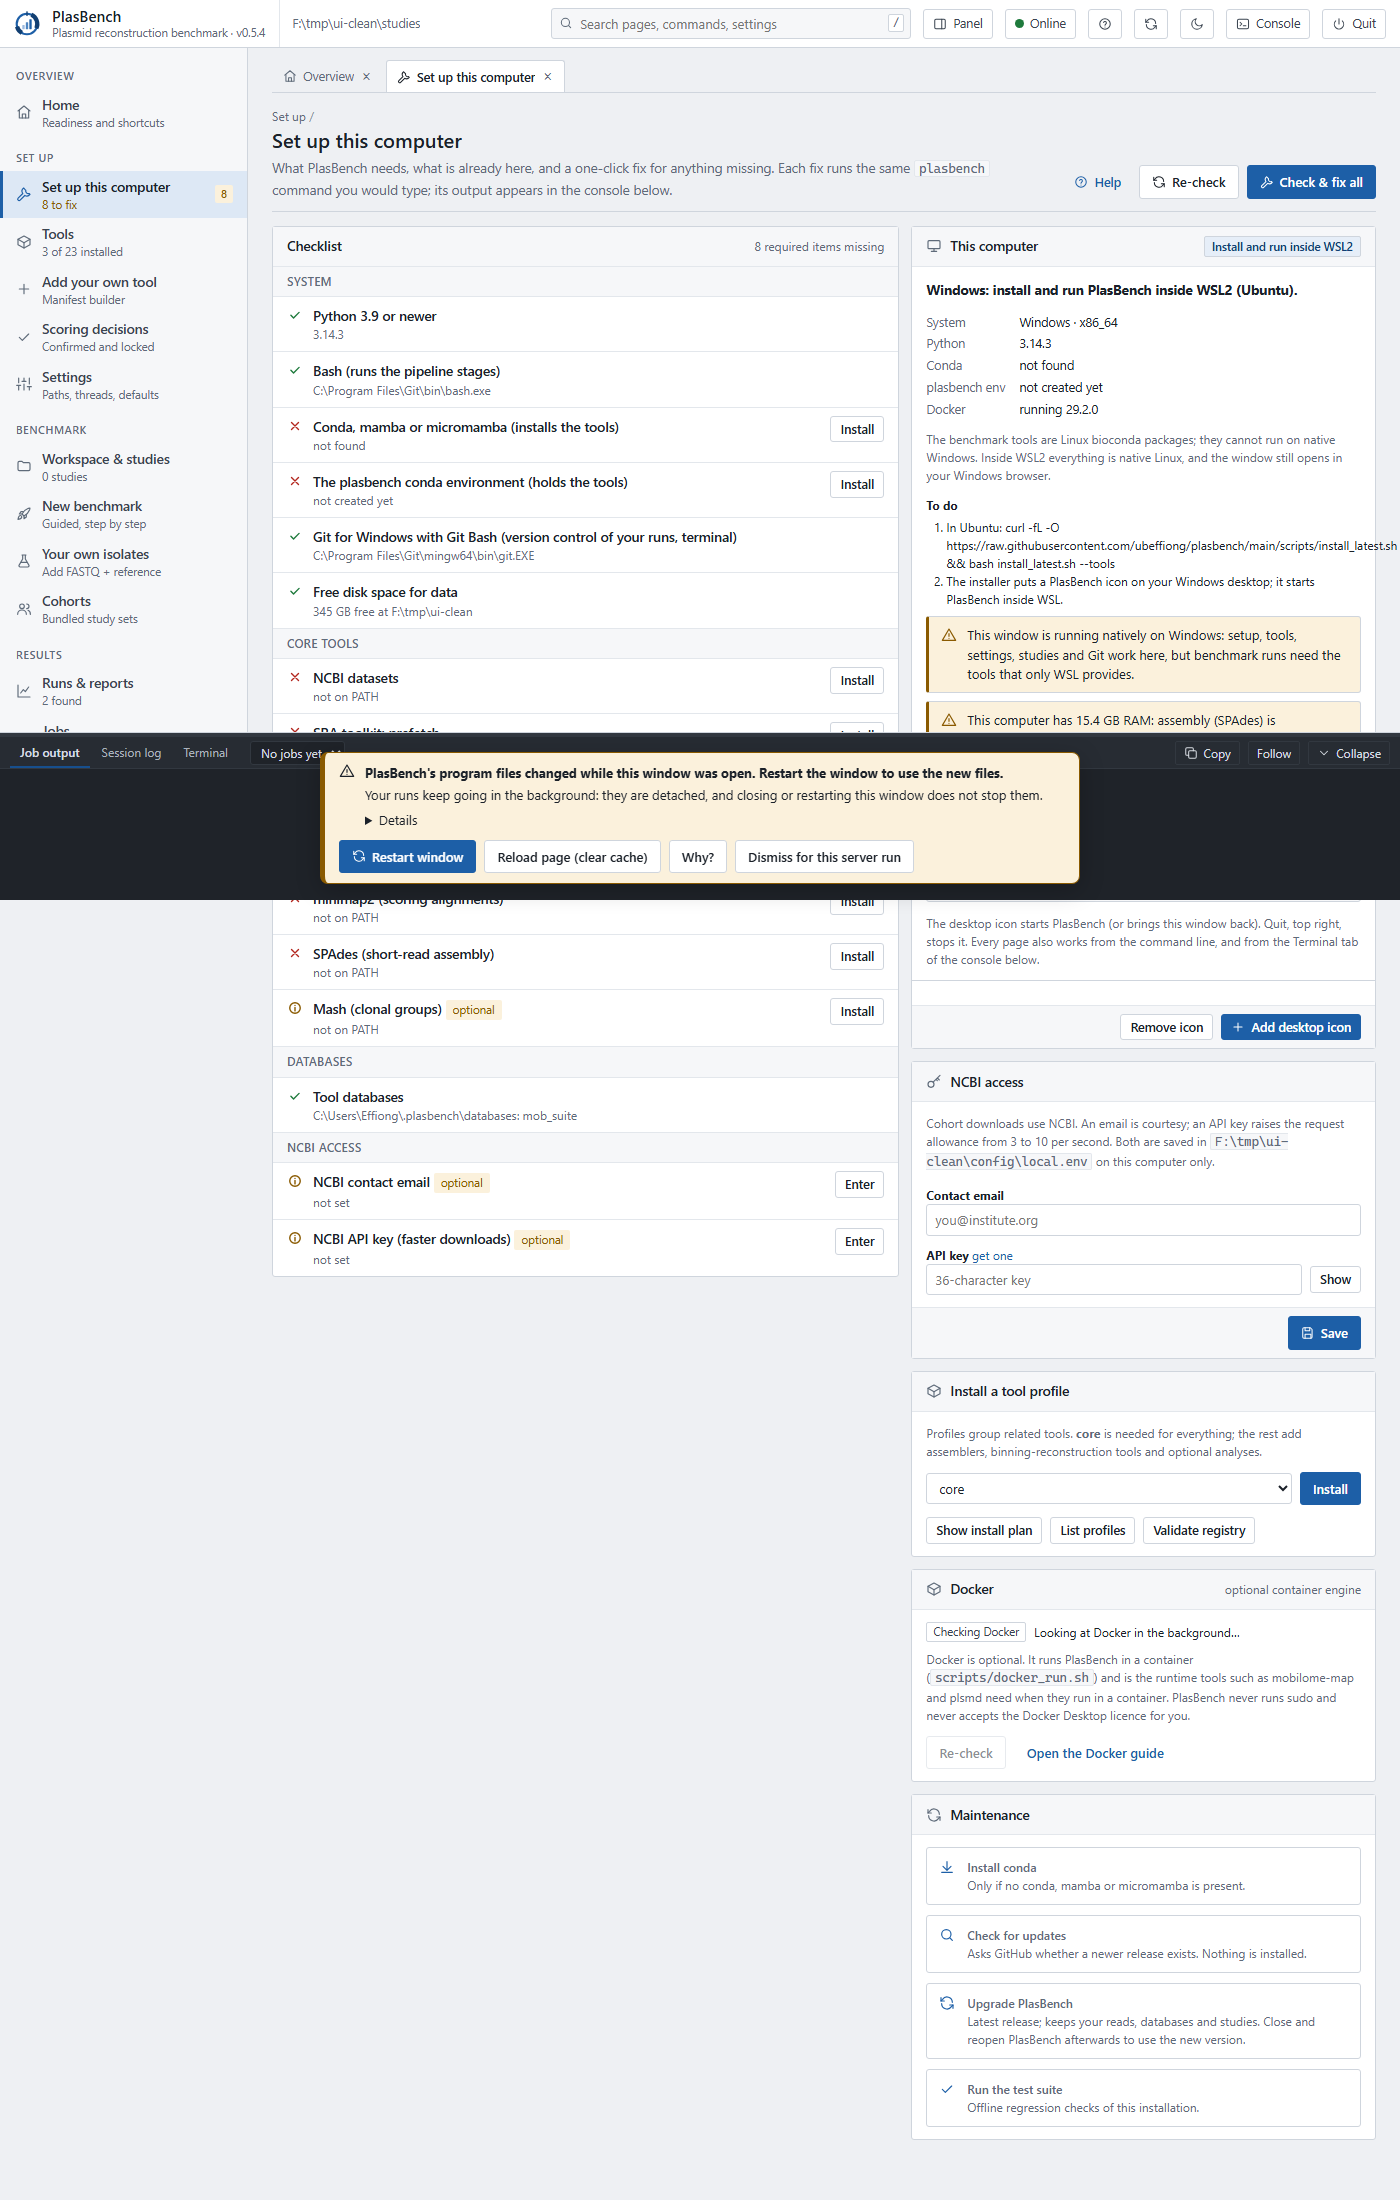 PlasBench
Plasmid reconstruction benchmark · v0.5.4
F:\tmp\ui-clean\studies
Search pages, commands, settings
/
Panel
Online
Console
Quit
OVERVIEW
Home
Readiness and shortcuts
SET UP
Set up this computer
8 to fix
8
Tools
3 of 23 installed
Add your own tool
Manifest builder
Scoring decisions
Confirmed and locked
Settings
Paths, threads, defaults
BENCHMARK
Workspace & studies
0 studies
New benchmark
Guided, step by step
Your own isolates
Add FASTQ + reference
Cohorts
Bundled study sets
RESULTS
Runs & reports
2 found
Jobs
Overview
Set up this computer
Set up /
Set up this computer
What PlasBench needs, what is already here, and a one-click fix for anything missing. Each fix runs the same plasbench
command you would type; its output appears in the console below.
Help
Re-check
Check & fix all
Checklist
8 required items missing
SYSTEM
Python 3.9 or newer
3.14.3
Bash (runs the pipeline stages)
C:\Program Files\Git\bin\bash.exe
Conda, mamba or micromamba (installs the tools)
not found
Install
The plasbench conda environment (holds the tools)
not created yet
Install
Git for Windows with Git Bash (version control of your runs, terminal)
C:\Program Files\Git\mingw64\bin\git.EXE
Free disk space for data
345 GB free at F:\tmp\ui-clean
CORE TOOLS
NCBI datasets
not on PATH
Install
SRA toolkit: prefetch
Install
This computer
Install and run inside WSL2
Windows: install and run PlasBench inside WSL2 (Ubuntu).
System Windows · x86_64
Python 3.14.3
Conda not found
plasbench env not created yet
Docker running 29.2.0
The benchmark tools are Linux bioconda packages; they cannot run on native
Windows. Inside WSL2 everything is native Linux, and the window still opens in
your Windows browser.
To do
1. In Ubuntu: curl -fL -O
https://raw.githubusercontent.com/ubeffiong/plasbench/main/scripts/install_latest.sh
&& bash install_latest.sh --tools
2. The installer puts a PlasBench icon on your Windows desktop; it starts
PlasBench inside WSL.
This window is running natively on Windows: setup, tools,
settings, studies and Git work here, but benchmark runs need the
tools that only WSL provides.
This computer has 15.4 GB RAM: assembly (SPAdes) is
Job output
Session log
Terminal
No jobs yet
Copy
Follow
Collapse
PlasBench's program files changed while this window was open. Restart the window to use the new files.
Your runs keep going in the background: they are detached, and closing or restarting this window does not stop them.
Details
Restart window
Reload page (clear cache)
Why?
Dismiss for this server run
minimap2 (scoring alignments)
not on PATH
Install
SPAdes (short-read assembly)
not on PATH
Install
Mash (clonal groups) optional
not on PATH
Install
DATABASES
Tool databases
C:\Users\Effiong\.plasbench\databases: mob_suite
NCBI ACCESS
NCBI contact email optional
not set
Enter
NCBI API key (faster downloads) optional
not set
Enter
The desktop icon starts PlasBench (or brings this window back). Quit, top right,
stops it. Every page also works from the command line, and from the Terminal tab
of the console below.
Remove icon
Add desktop icon
NCBI access
Cohort downloads use NCBI. An email is courtesy; an API key raises the request
allowance from 3 to 10 per second. Both are saved in F:\tmp\ui-
clean\config\local.env on this computer only.
Contact email
you@institute.org
API key get one
36-character key
Show
Save
Install a tool profile
Profiles group related tools. core is needed for everything; the rest add
assemblers, binning-reconstruction tools and optional analyses.
core
Install
Show install plan
List profiles
Validate registry
Docker
optional container engine
Checking Docker
Looking at Docker in the background...
Docker is optional. It runs PlasBench in a container
(scripts/docker_run.sh) and is the runtime tools such as mobilome-map
and plsmd need when they run in a container. PlasBench never runs sudo and
never accepts the Docker Desktop licence for you.
Re-check
Open the Docker guide
Maintenance
Install conda
Only if no conda, mamba or micromamba is present.
Check for updates
Asks GitHub whether a newer release exists. Nothing is installed.
Upgrade PlasBench
Latest release; keeps your reads, databases and studies. Close and
reopen PlasBench afterwards to use the new version.
Run the test suite
Offline regression checks of this installation.